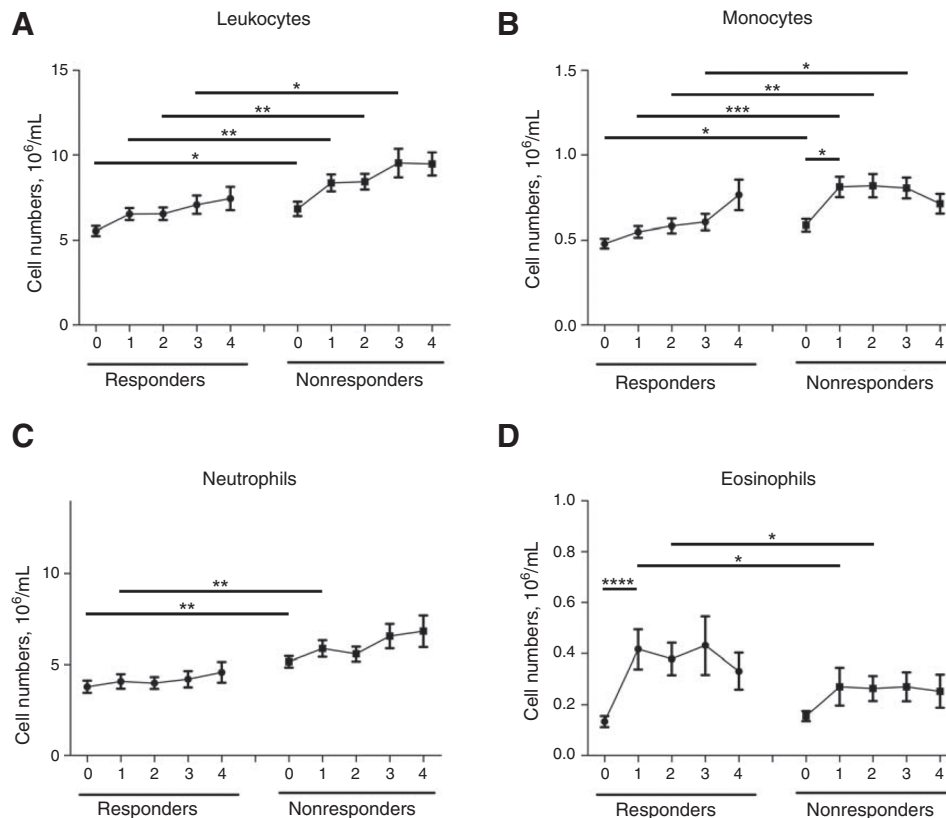 A
Leukocytes
Cell numbers, 10⁶/mL
15
10
5
0
*
**
**
*
0 1 2 3 4 0 1 2 3 4
Responders Nonresponders
B
Monocytes
Cell numbers, 10⁶/mL
1.5
1.0
0.5
0.0
*
**
***
*
*
0 1 2 3 4 0 1 2 3 4
Responders Nonresponders
C
Neutrophils
Cell numbers, 10⁶/mL
10
5
0
**
**
0 1 2 3 4 0 1 2 3 4
Responders Nonresponders
D
Eosinophils
Cell numbers, 10⁶/mL
1.0
0.8
0.6
0.4
0.2
0.0
*
*
****
0 1 2 3 4 0 1 2 3 4
Responders Nonresponders